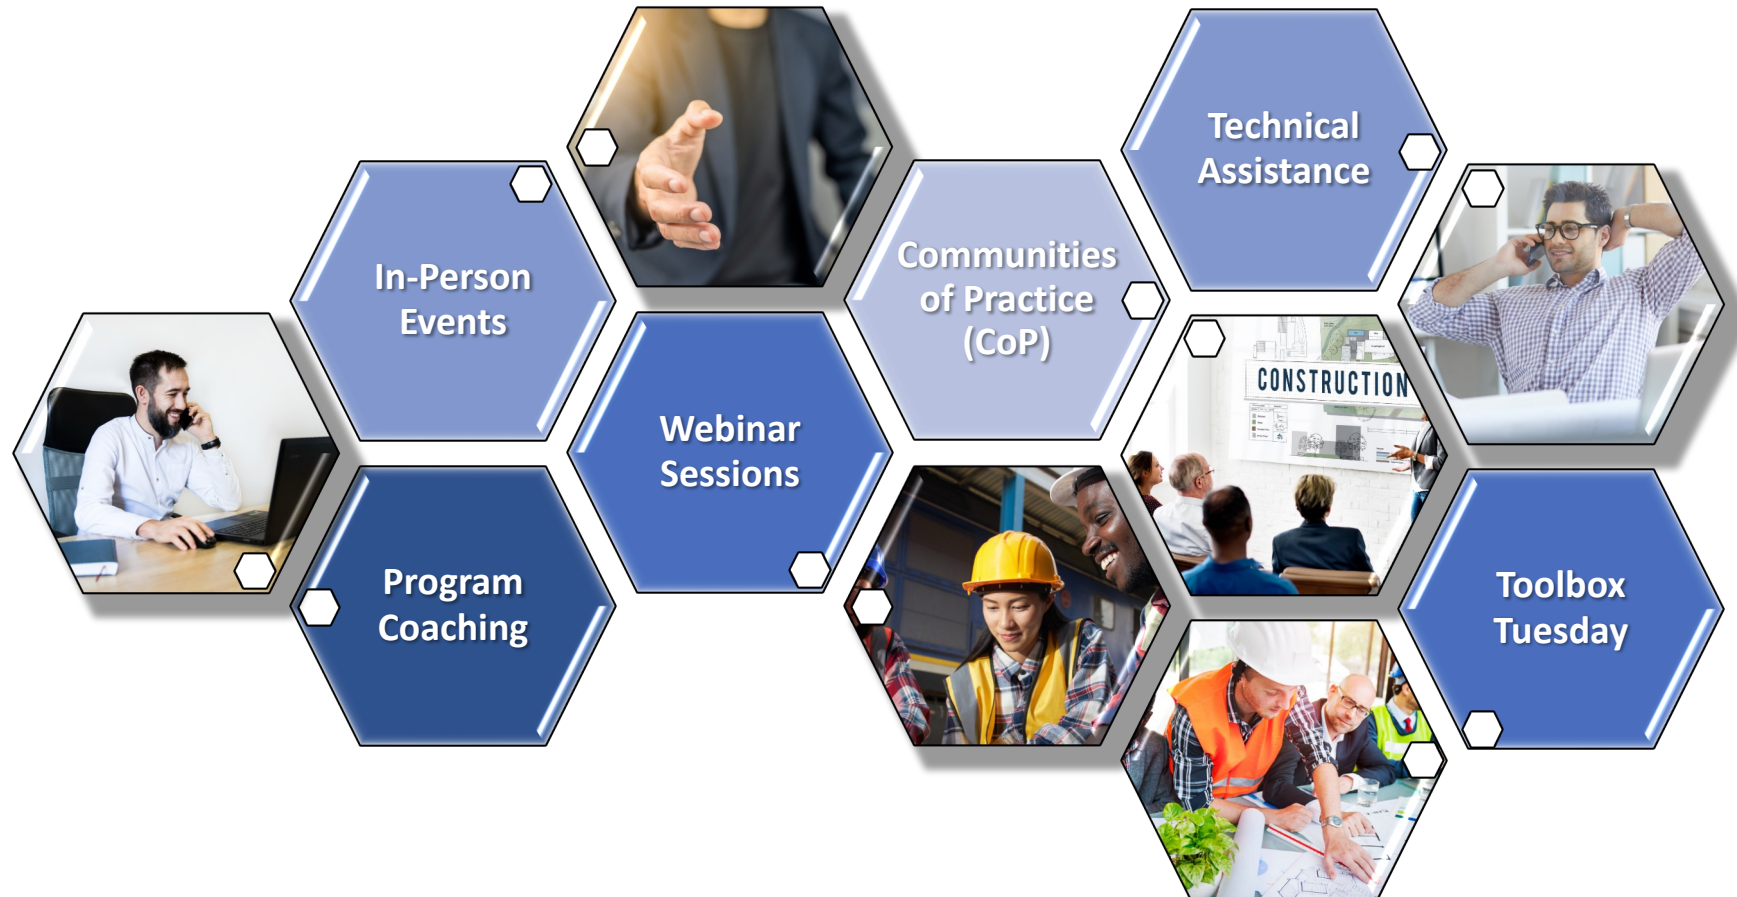 Technical
Assistance
In-Person
Events
Communities
of Practice
(CoP)
CONSTRUCTION
Webinar
Sessions
Program
Coaching
Toolbox
Tuesday